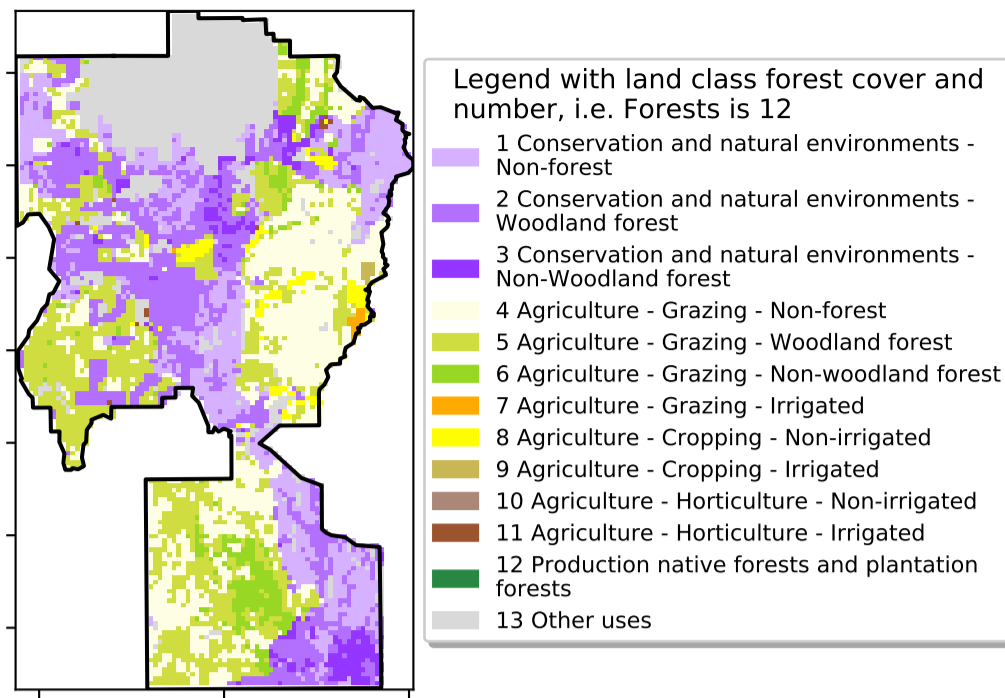 Legend with land class forest cover and
number, i.e. Forests is 12
1 Conservation and natural environments -
Non-forest
2 Conservation and natural environments -
Woodland forest
3 Conservation and natural environments -
Non-Woodland forest
4 Agriculture - Grazing - Non-forest
5 Agriculture - Grazing - Woodland forest
6 Agriculture - Grazing - Non-woodland forest
7 Agriculture - Grazing - Irrigated
8 Agriculture - Cropping - Non-irrigated
9 Agriculture - Cropping - Irrigated
10 Agriculture - Horticulture - Non-irrigated
11 Agriculture - Horticulture - Irrigated
12 Production native forests and plantation
forests
13 Other uses